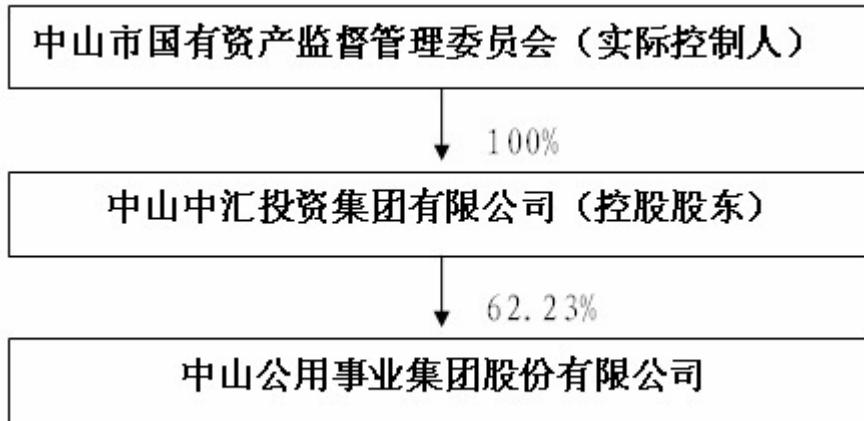 中山市国有资产监督管理委员会（实际控制人）
100%
中山中汇投资集团有限公司（控股股东）
62.23%
中山公用事业集团股份有限公司